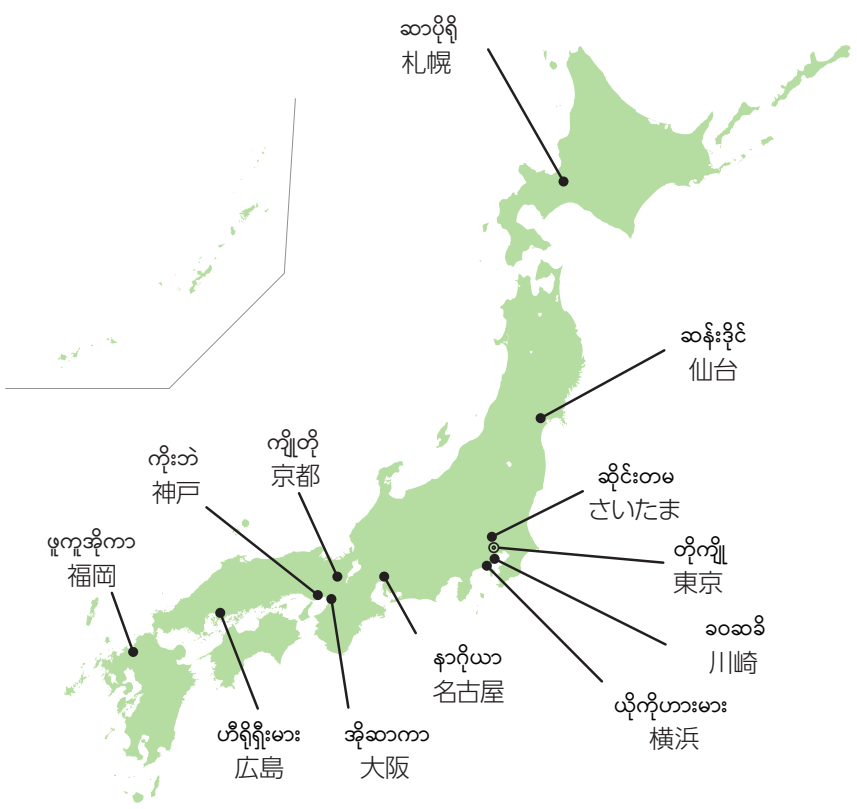 ဆာပိုရို
札幌
ဆန်းဒိုင်
仙台
ကျိုတို
京都
ကိုးဘဲ
神戸
ဆိုင်းတမ
さいたま
ဖူကူအိုကာ
福岡
တိုကျို
東京
ခဝဆခိ
川崎
နာဂိုယာ
名古屋
ယိုကိုဟားမား
横浜
ဟီရိုရှီးမား
広島
အိုဆာကာ
大阪